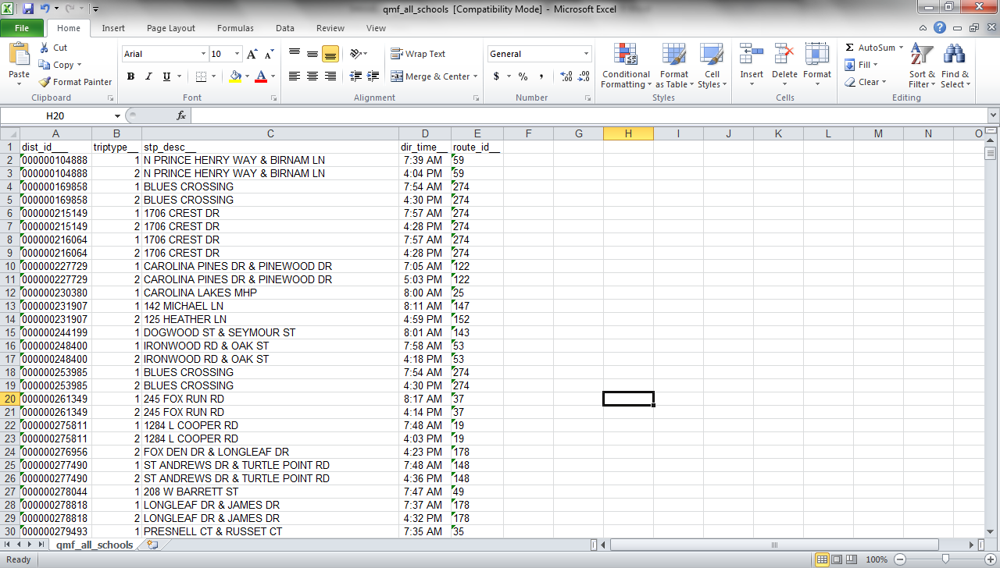 qmf_all_schools [Compatibility Mode] - Microsoft Excel
File Home Insert Page Layout Formulas Data Review View
Paste Cut Copy Format Painter Clipboard
Arial 10 B I U A A A Font
Wrap Text Merge & Center Alignment
General $ % , .00 .0 Number
Conditional Formatting Format as Table Cell Styles Styles
Insert Delete Format Cells
Σ AutoSum Fill Clear Sort & Filter Find & Select Editing
H20 fx
A B C D E F G H I J K L M N O
1 dist_id___ triptype__ stp_desc__ dir_time__ route_id__
2 000000104888 1 N PRINCE HENRY WAY & BIRNAM LN 7:39 AM 59
3 000000104888 2 N PRINCE HENRY WAY & BIRNAM LN 4:04 PM 59
4 000000169858 1 BLUES CROSSING 7:54 AM 274
5 000000169858 2 BLUES CROSSING 4:30 PM 274
6 000000215149 1 1706 CREST DR 7:57 AM 274
7 000000215149 2 1706 CREST DR 4:28 PM 274
8 000000216064 1 1706 CREST DR 7:57 AM 274
9 000000216064 2 1706 CREST DR 4:28 PM 274
10 000000227729 1 CAROLINA PINES DR & PINEWOOD DR 7:05 AM 122
11 000000227729 2 CAROLINA PINES DR & PINEWOOD DR 5:03 PM 122
12 000000230380 1 CAROLINA LAKES MHP 8:00 AM 25
13 000000231907 1 142 MICHAEL LN 8:11 AM 147
14 000000231907 2 125 HEATHER LN 4:59 PM 152
15 000000244199 1 DOGWOOD ST & SEYMOUR ST 8:01 AM 143
16 000000248400 1 IRONWOOD RD & OAK ST 7:58 AM 53
17 000000248400 2 IRONWOOD RD & OAK ST 4:18 PM 53
18 000000253985 1 BLUES CROSSING 7:54 AM 274
19 000000253985 2 BLUES CROSSING 4:30 PM 274
20 000000261349 1 245 FOX RUN RD 8:17 AM 37
21 000000261349 2 245 FOX RUN RD 4:14 PM 37
22 000000275811 1 1284 L COOPER RD 7:48 AM 19
23 000000275811 2 1284 L COOPER RD 4:03 PM 19
24 000000276956 2 FOX DEN DR & LONGLEAF DR 4:23 PM 178
25 000000277490 1 ST ANDREWS DR & TURTLE POINT RD 7:48 AM 148
26 000000277490 2 ST ANDREWS DR & TURTLE POINT RD 4:36 PM 148
27 000000278044 1 208 W BARRETT ST 7:47 AM 49
28 000000278818 1 LONGLEAF DR & JAMES DR 7:37 AM 178
29 000000278818 2 LONGLEAF DR & JAMES DR 4:32 PM 178
30 000000279493 1 PRESNELL CT & RUSSET CT 7:35 AM 35
qmf_all_schools
Ready 100%